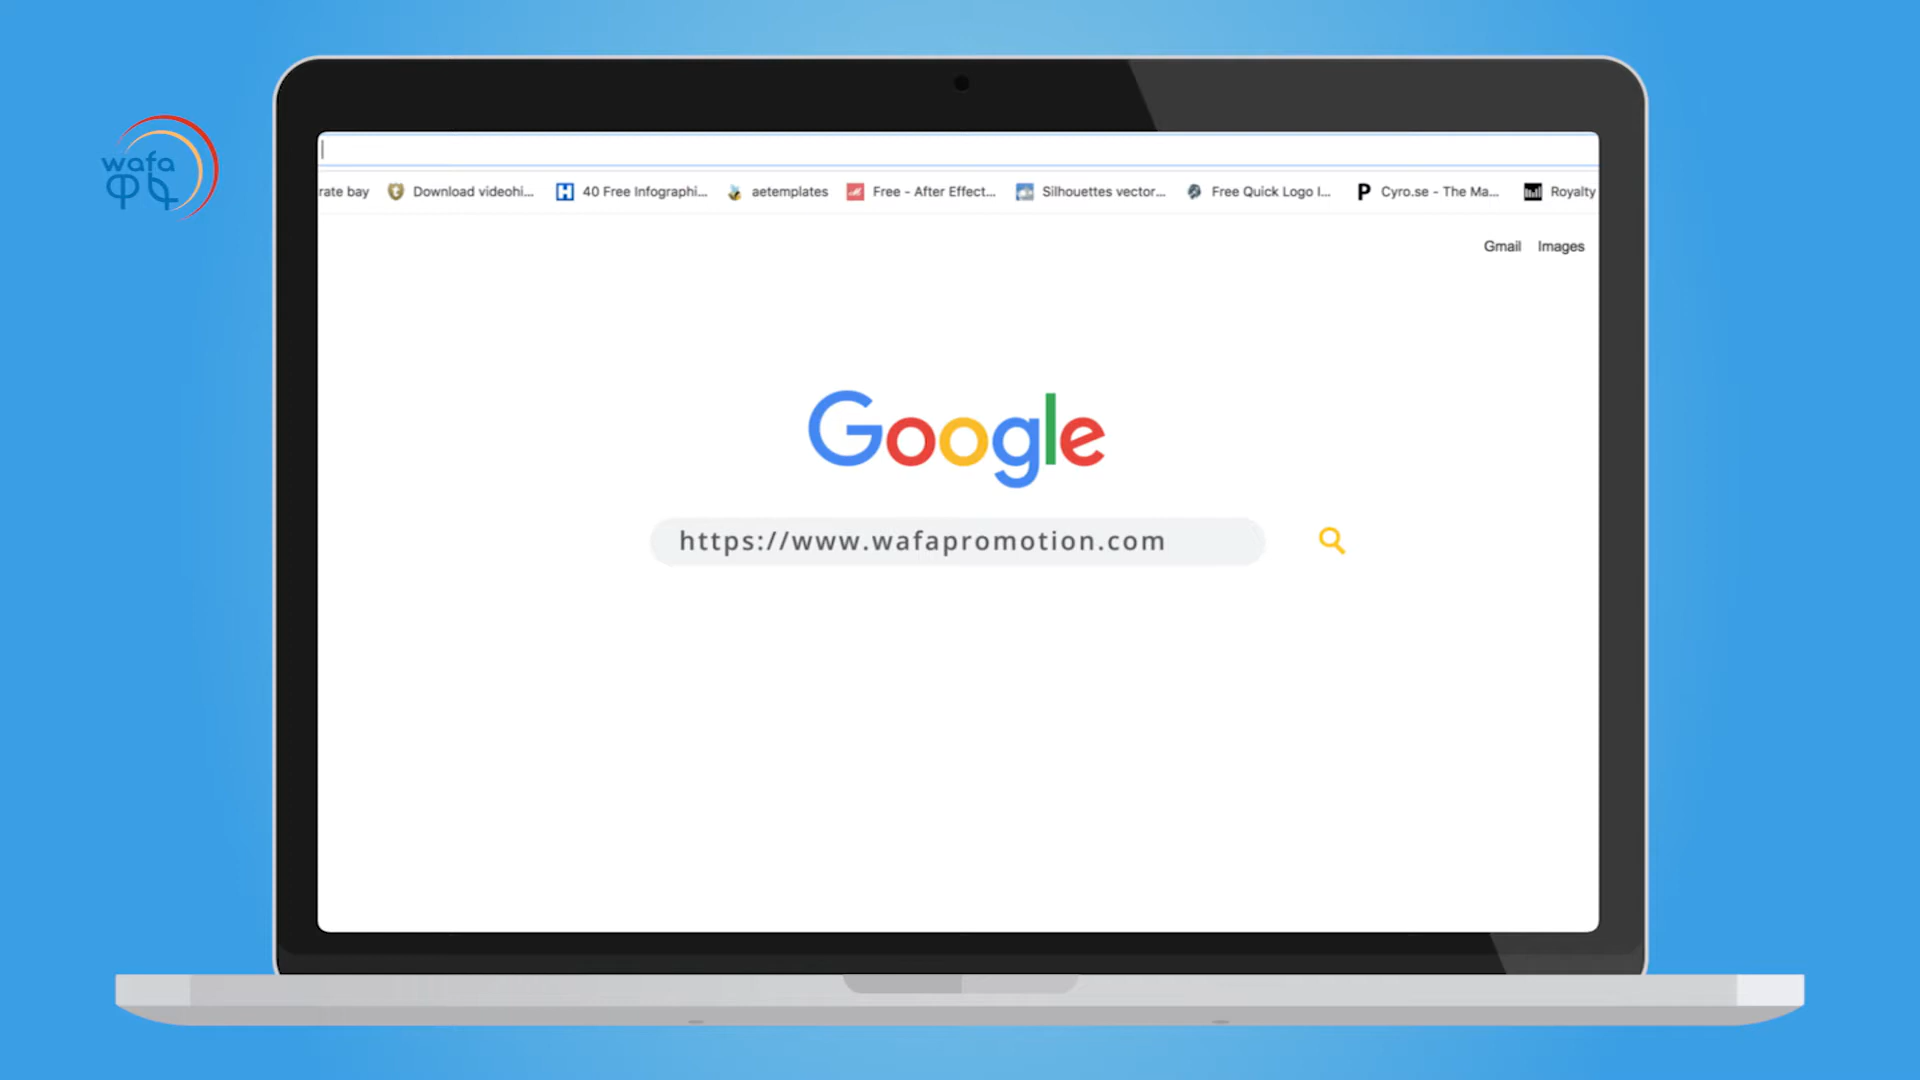 wafa
ዋፋ
rate bay Download videohi... 40 Free Infographi... aetemplates Free - After Effect... Silhouettes vector... Free Quick Logo I... Cyro.se - The Ma... Royalty
Gmail Images
Google
https://www.wafapromotion.com